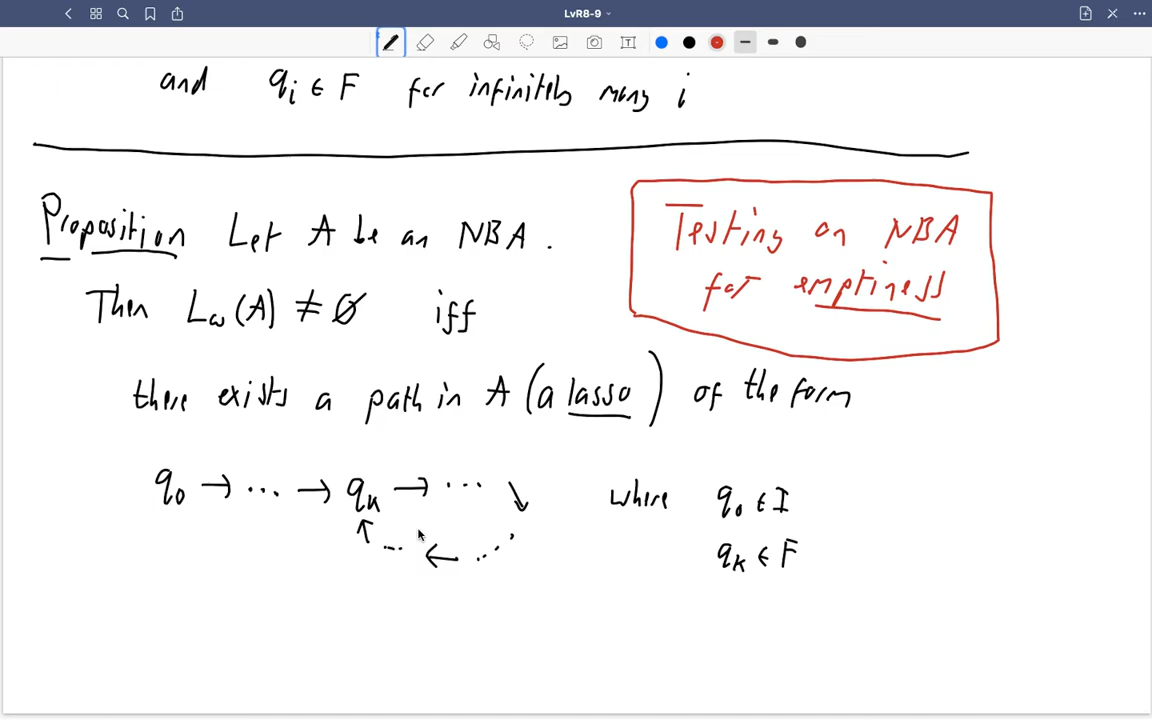 LvR8-9
and q_i ∈ F for infinitely many i
Proposition Let A be an NBA.
Then L_ω(A) ≠ ∅ iff
Testing an NBA
for emptiness
there exists a path in A (a lasso) of the form
q_0 → ... → q_k → ... ↘
where q_0 ∈ I
↑ ... ← ...
q_k ∈ F